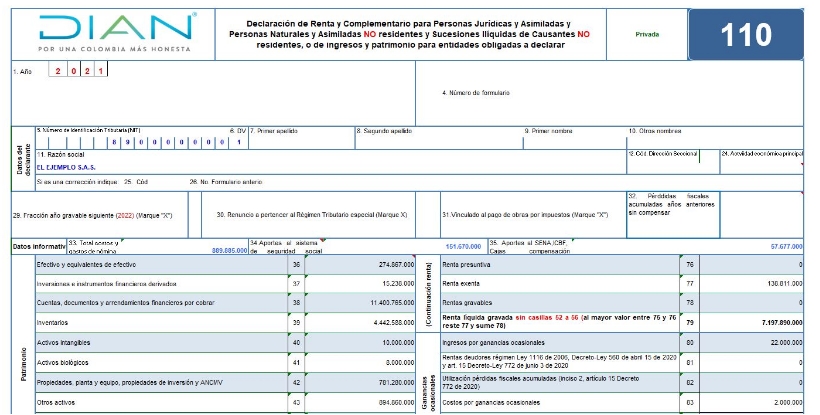 DIAN
POR UNA COLOMBIA MÁS HONESTA
Declaración de Renta y Complementario para Personas Jurídicas y Asimiladas y
Personas Naturales y Asimiladas NO residentes y Sucesiones Ilíquidas de Causantes NO
residentes, o de ingresos y patrimonio para entidades obligadas a declarar
Privada
110
1. Año 2 0 2 1
4. Número de formulario
Datos del declarante
5. Número de Identificación Tributaria (NIT) 6. DV 7. Primer apellido 8. Segundo apellido 9. Primer nombre 10. Otros nombres
8 9 0 0 0 0 0 0 0 1
11. Razón social 12. Cód. Dirección Seccional 24. Actividad económica principal
EL EJEMPLO S.A.S.
Si es una corrección indique: 25. Cód 26. No. Formulario anterio
29. Fracción año gravable siguiente (2022) (Marque "X") 30. Renuncio a pertenecer al Régimen Tributario especial (Marque X) 31. Vinculado al pago de obras por impuestos (Marque "X") 32. Pérdidas fiscales acumuladas años anteriores sin compensar
Datos informativ 33. Total costos y gastos de nómina 889.885.000 34 Aportes al sistema de seguridad social 151.670.000 35. Aportes al SENA, ICBF, Cajas compensación 57.677.000
Patrimonio
Efectivo y equivalentes de efectivo 36 274.867.000
Inversiones e instrumentos financieros derivados 37 15.238.000
Cuentas, documentos y arrendamientos financieros por cobrar 38 11.400.765.000
Inventarios 39 4.442.588.000
Activos intangibles 40 10.000.000
Activos biológicos 41 8.000.000
Propiedades, planta y equipo, propiedades de inversión y ANCMV 42 781.280.000
Otros activos 43 894.860.000
(Continuación renta)
Renta presuntiva 76 0
Renta exenta 77 138.811.000
Rentas gravables 78 0
Renta líquida gravada sin casillas 52 a 56 (al mayor valor entre 75 y 76 reste 77 y sume 78) 79 7.197.890.000
Ganancias ocasionales
Ingresos por ganancias ocasionales 80 22.000.000
Rentas deudores régimen Ley 1116 de 2006, Decreto-Ley 560 de abril 15 de 2020 y art. 15 Decreto-Ley 772 de junio 3 de 2020 81 0
Utilización pérdidas fiscales acumuladas (inciso 2, artículo 15 Decreto 772 de 2020) 82 0
Costos por ganancias ocasionales 83 2.000.000